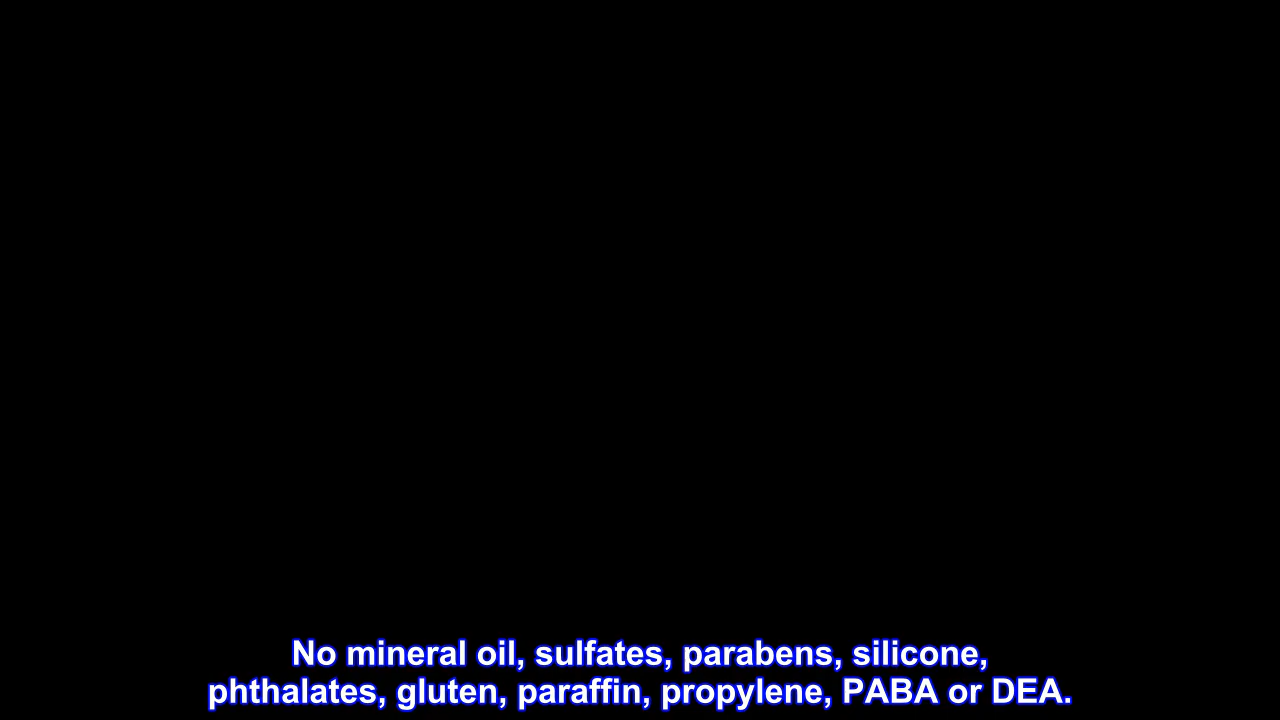 No mineral oil, sulfates, parabens, silicone,
phthalates, gluten, paraffin, propylene, PABA or DEA.